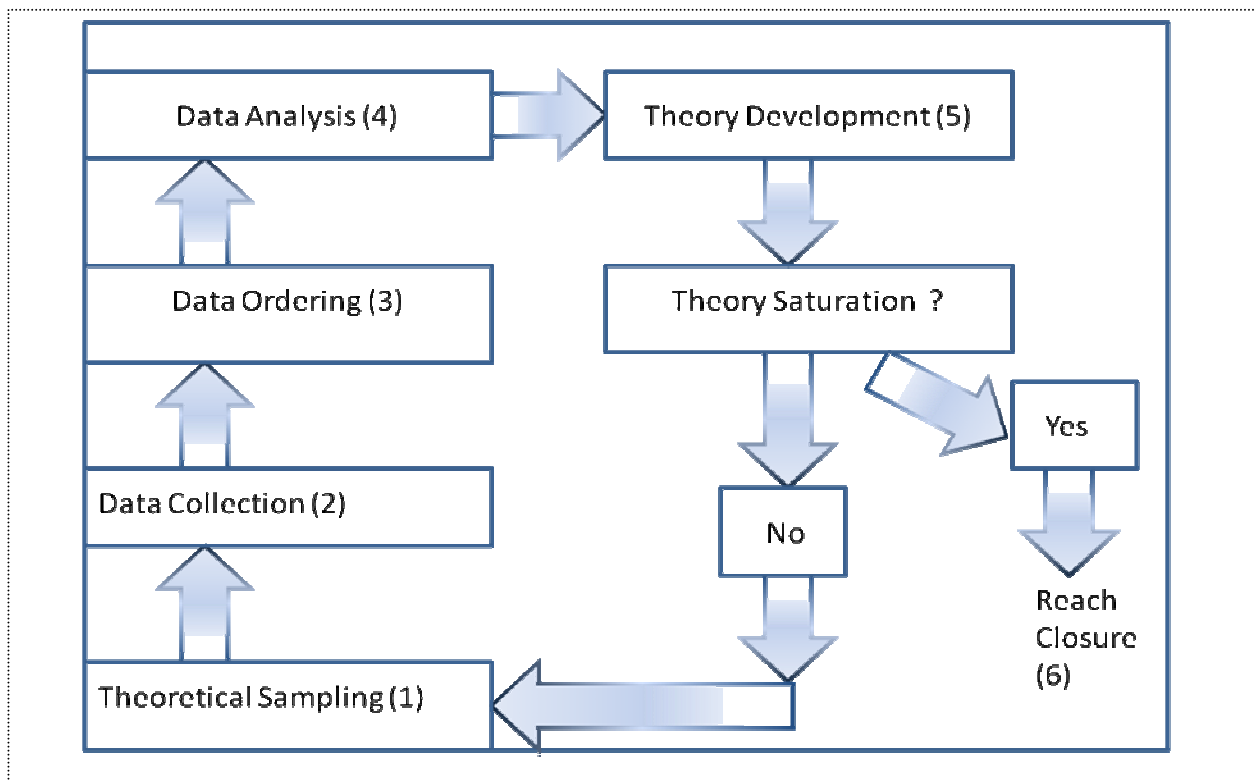 Data Analysis (4)
Theory Development (5)
Data Ordering (3)
Theory Saturation ?
Yes
Data Collection (2)
No
Reach
Closure
(6)
Theoretical Sampling (1)